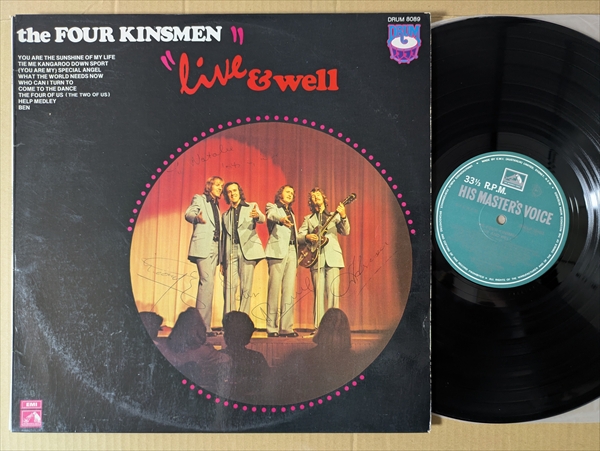 the FOUR KINSMEN
"live & well"
DRUM 8089
DRUM
YOU ARE THE SUNSHINE OF MY LIFE
TIE ME KANGAROO DOWN SPORT
(YOU ARE MY) SPECIAL ANGEL
WHAT THE WORLD NEEDS NOW
WHO CAN I TURN TO
COME TO THE DANCE
THE FOUR OF US (THE TWO OF US)
HELP MEDLEY
BEN
EMI
33⅓ R.P.M.
HIS MASTER'S VOICE